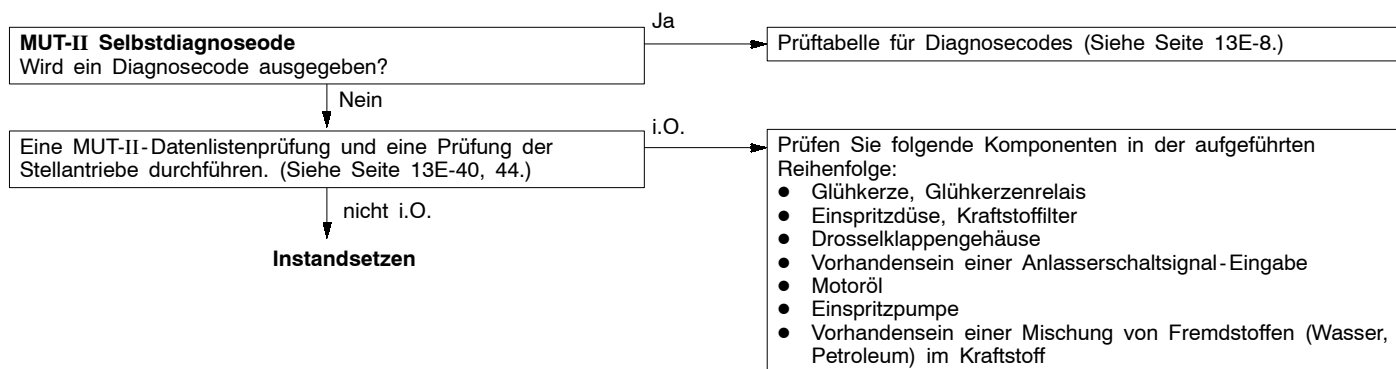 Ja
MUT-II Selbstdiagnoseode
Wird ein Diagnosecode ausgegeben?
Prüftabelle für Diagnosecodes (Siehe Seite 13E-8.)
Nein
i.O.
Eine MUT-II-Datenlistenprüfung und eine Prüfung der
Stellantriebe durchführen. (Siehe Seite 13E-40, 44.)
nicht i.O.
Instandsetzen
Prüfen Sie folgende Komponenten in der aufgeführten
Reihenfolge:
● Glühkerze, Glühkerzenrelais
● Einspritzdüse, Kraftstoffilter
● Drosselklappengehäuse
● Vorhandensein einer Anlasserschaltsignal-Eingabe
● Motoröl
● Einspritzpumpe
● Vorhandensein einer Mischung von Fremdstoffen (Wasser,
Petroleum) im Kraftstoff